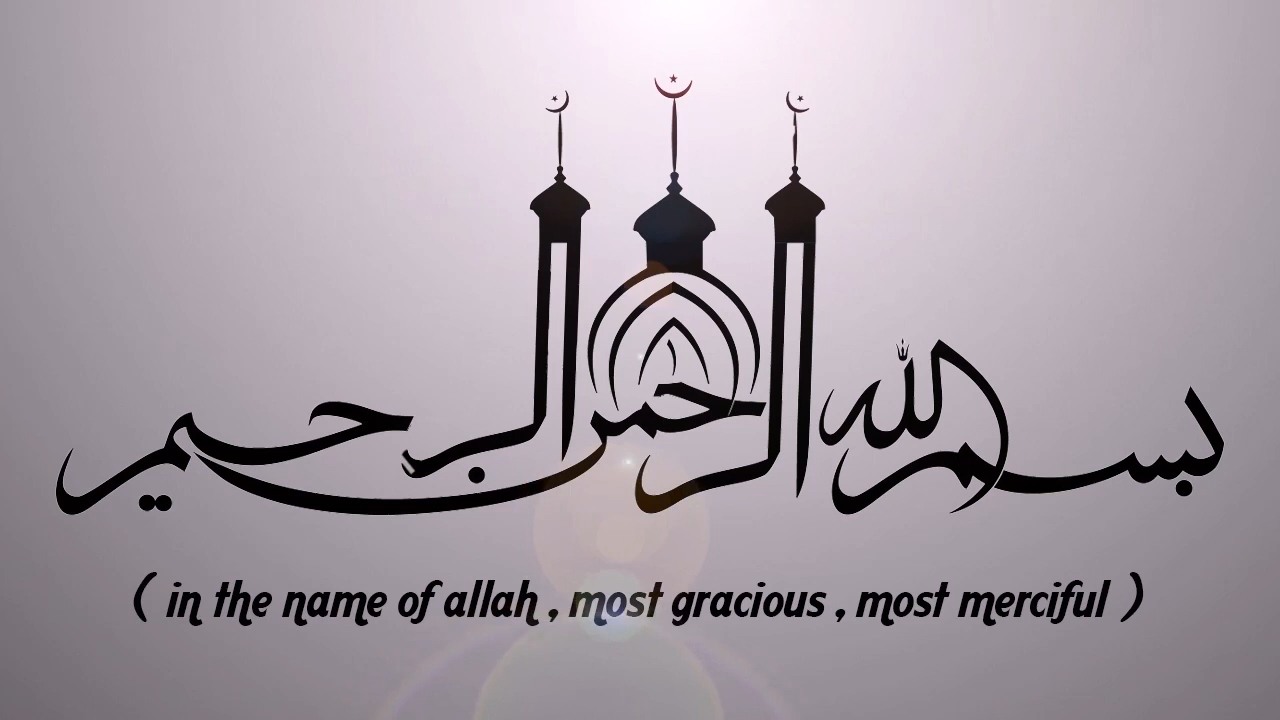 بسم الله الرحمن الرحيم
( in the name of allah , most gracious , most merciful )